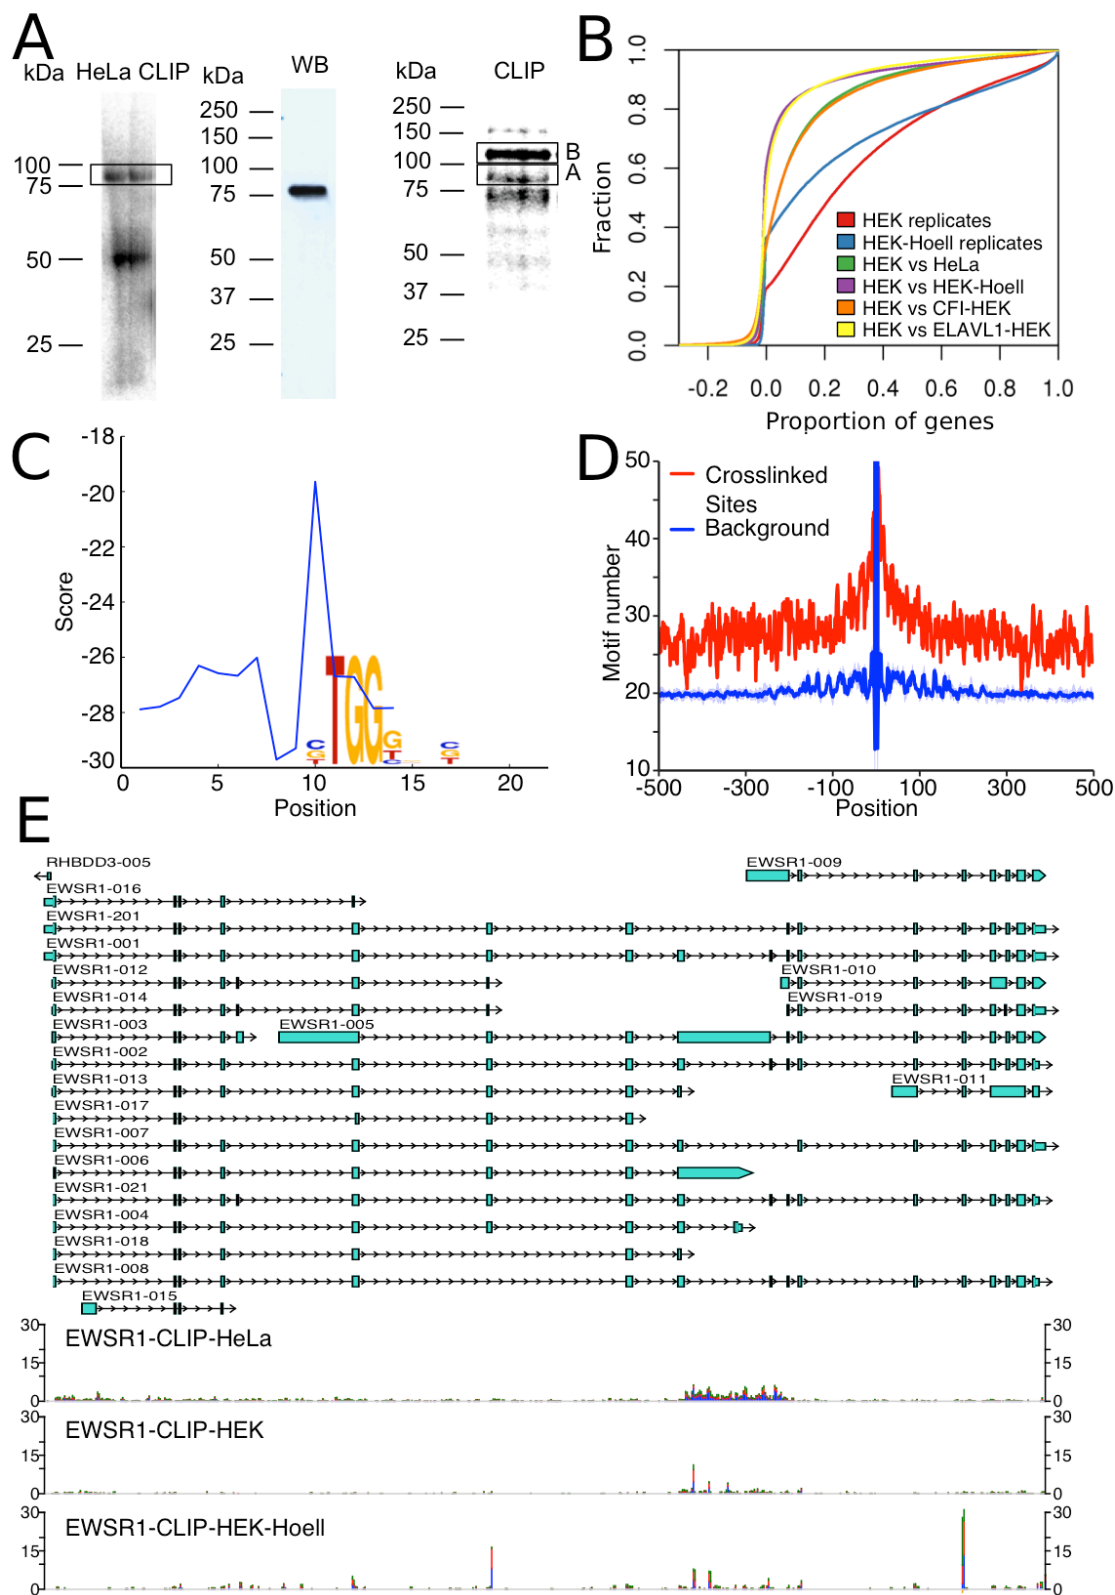 A
kDa HeLa CLIP
100
75
50
25
kDa
WB
250
150
100
75
50
37
25
kDa
CLIP
250
150
100
75
50
37
25
B
A
B
Fraction
1.0
0.8
0.6
0.4
0.2
0.0
HEK replicates
HEK-Hoell replicates
HEK vs HeLa
HEK vs HEK-Hoell
HEK vs CFI-HEK
HEK vs ELAVL1-HEK
-0.2 0.0 0.2 0.4 0.6 0.8 1.0
Proportion of genes
C
Score
-18
-20
-22
-24
-26
-28
-30
C
G
T
T
G
G
G
T
C
C
G
T
0 5 10 15 20
Position
D
Motif number
50
40
30
20
10
Crosslinked
Sites
Background
-500 -300 -100 100 300 500
Position
E
RHBDD3-005
EWSR1-009
EWSR1-016
EWSR1-201
EWSR1-001
EWSR1-012
EWSR1-010
EWSR1-014
EWSR1-019
EWSR1-003
EWSR1-005
EWSR1-002
EWSR1-013
EWSR1-011
EWSR1-017
EWSR1-007
EWSR1-006
EWSR1-021
EWSR1-004
EWSR1-018
EWSR1-008
EWSR1-015
30
15
0
EWSR1-CLIP-HeLa
30
15
0
30
15
0
EWSR1-CLIP-HEK
30
15
0
30
15
0
EWSR1-CLIP-HEK-Hoell
30
15
0